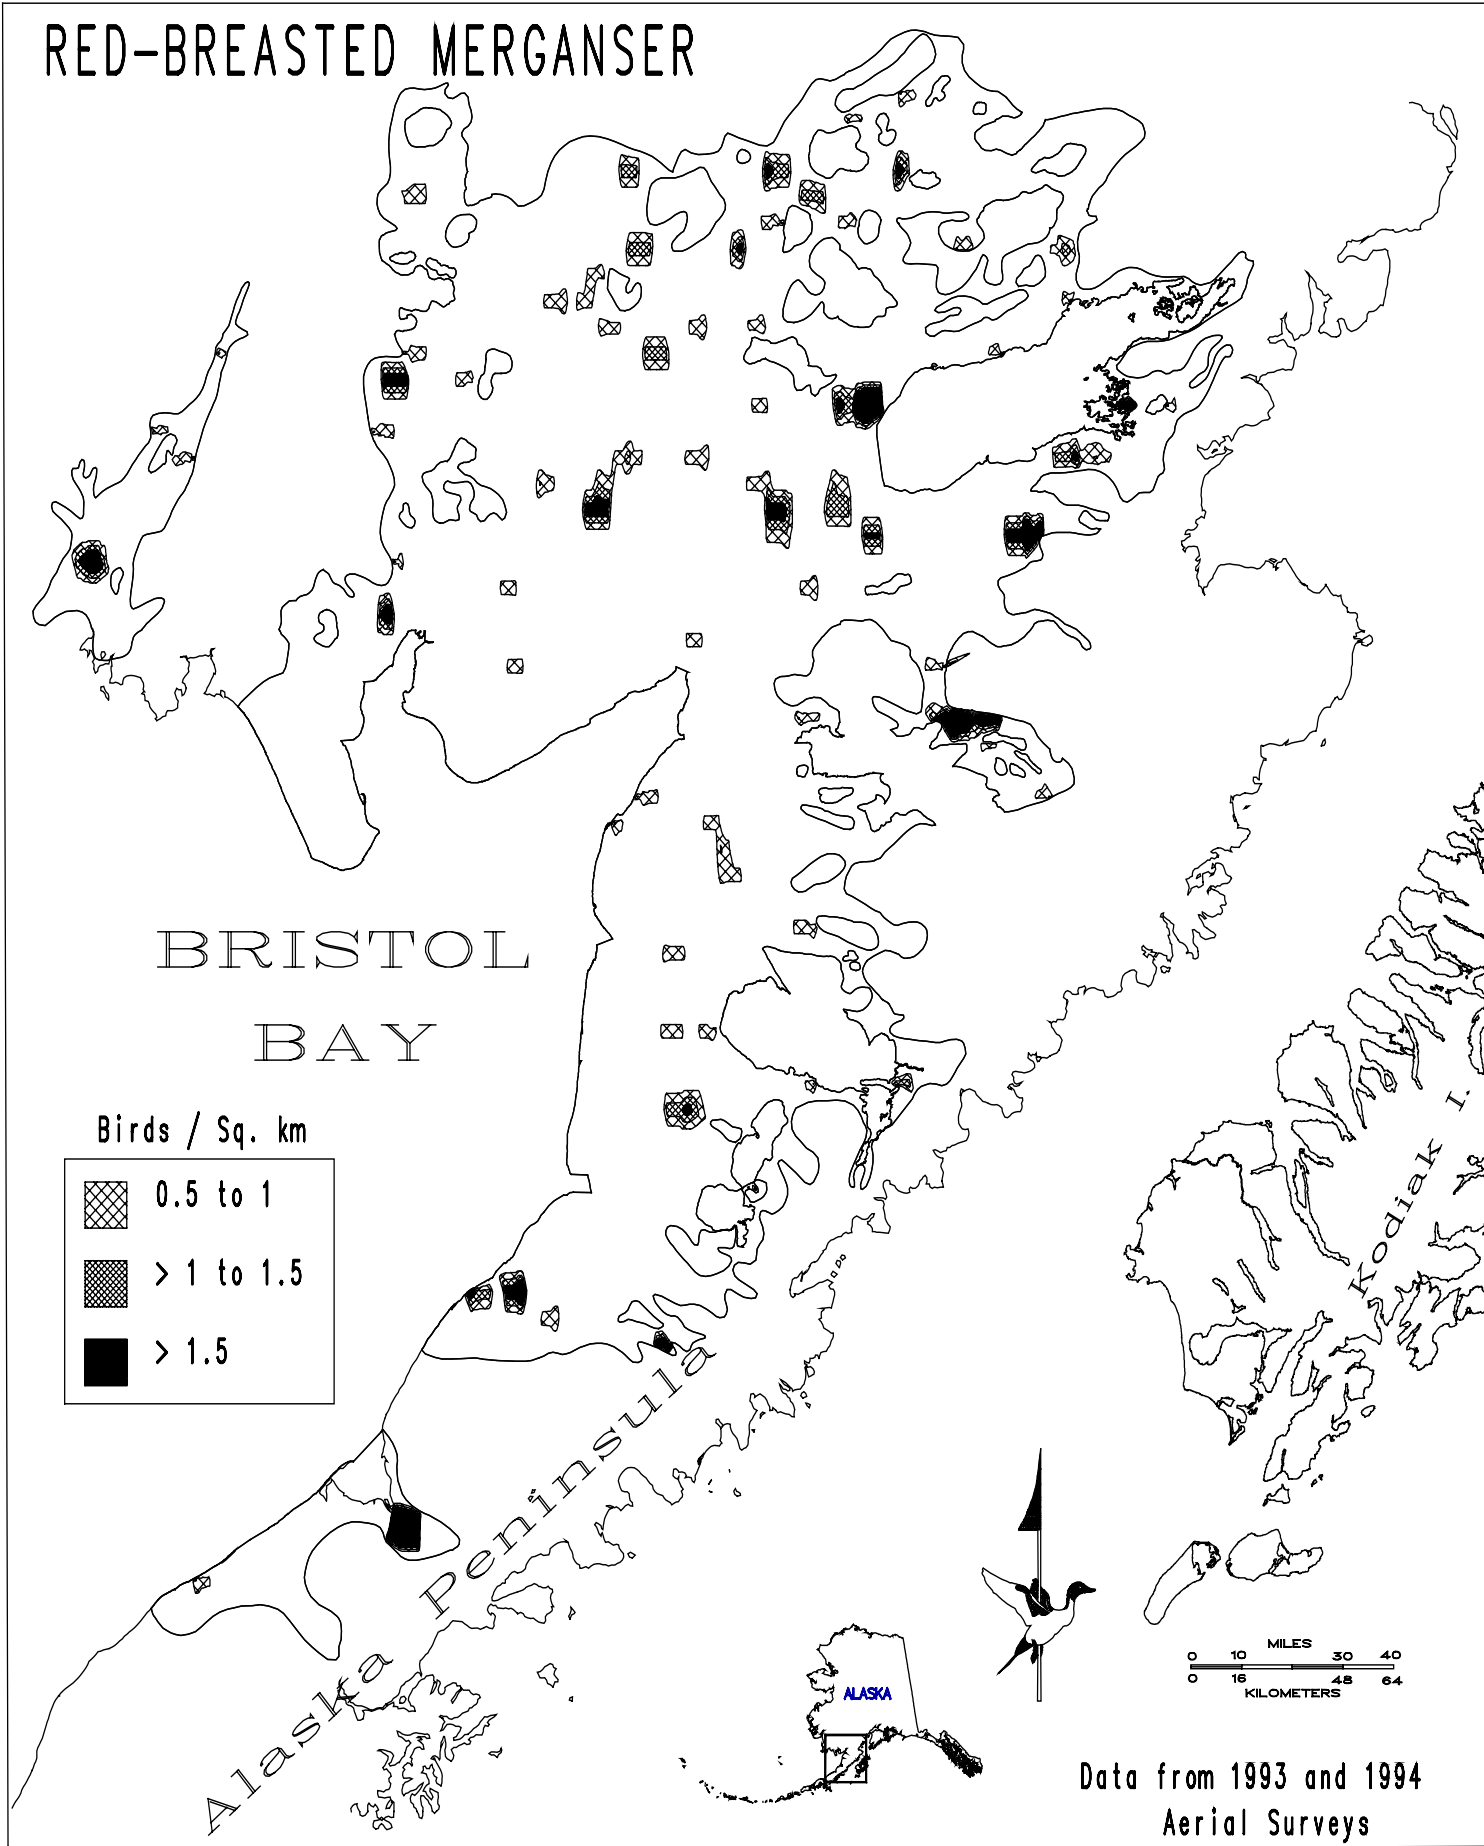 RED-BREASTED MERGANSER
BRISTOL
BAY
Birds / Sq. km
0.5 to 1
> 1 to 1.5
> 1.5
Kodiak I.
Alaska Peninsula
ALASKA
MILES
0 10 30 40
0 16 48 64
KILOMETERS
Data from 1993 and 1994
Aerial Surveys